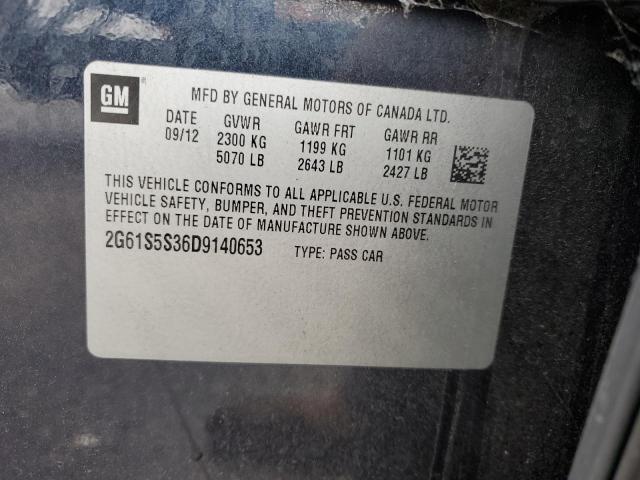 GM ®
MFD BY GENERAL MOTORS OF CANADA LTD.
DATE GVWR GAWR FRT GAWR RR
09/12 2300 KG 1199 KG 1101 KG
5070 LB 2643 LB 2427 LB
THIS VEHICLE CONFORMS TO ALL APPLICABLE U.S. FEDERAL MOTOR
VEHICLE SAFETY, BUMPER, AND THEFT PREVENTION STANDARDS IN
EFFECT ON THE DATE OF MANUFACTURE SHOWN ABOVE.
2G61S5S36D9140653 TYPE: PASS CAR